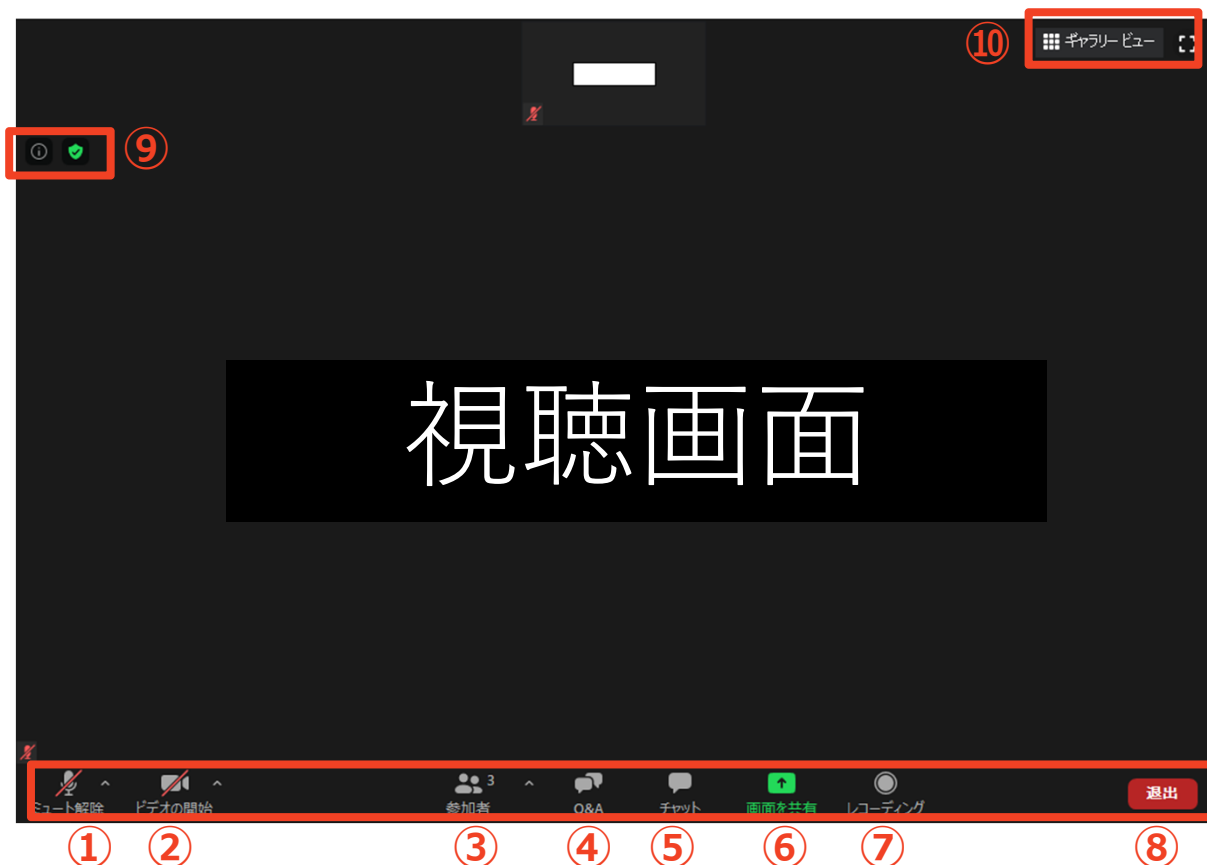 ⑩ ギャラリー ビュー
⑨
視聴画面
ミュート解除 ビデオの開始 参加者 3 Q&A チャット 画面を共有 レコーディング 退出
① ② ③ ④ ⑤ ⑥ ⑦ ⑧